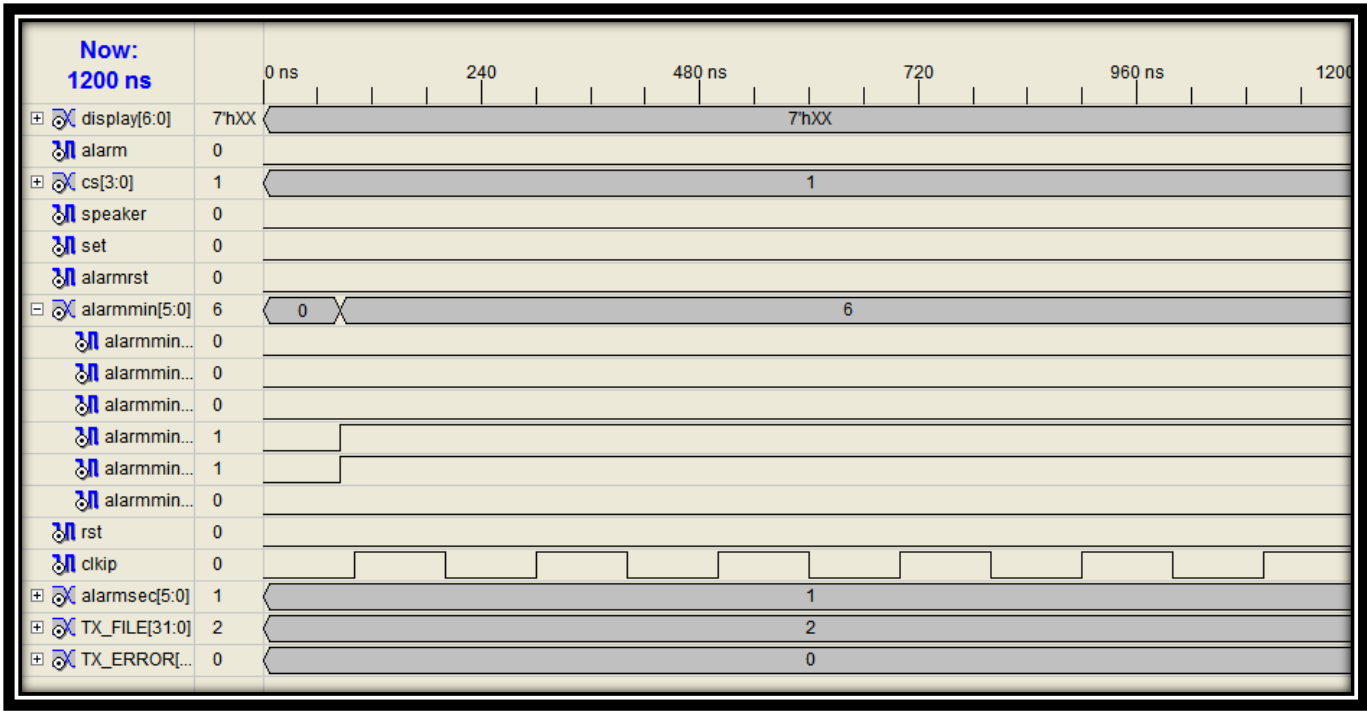 Now:
1200 ns
0 ns 240 480 ns 720 960 ns 1200
display[6:0] 7'hXX 7'hXX
alarm 0
cs[3:0] 1 1
speaker 0
set 0
alarmrst 0
alarmmin[5:0] 6 0 6
alarmmin... 0
alarmmin... 0
alarmmin... 0
alarmmin... 1
alarmmin... 1
alarmmin... 0
rst 0
clkip 0
alarmsec[5:0] 1 1
TX_FILE[31:0] 2 2
TX_ERROR[... 0 0